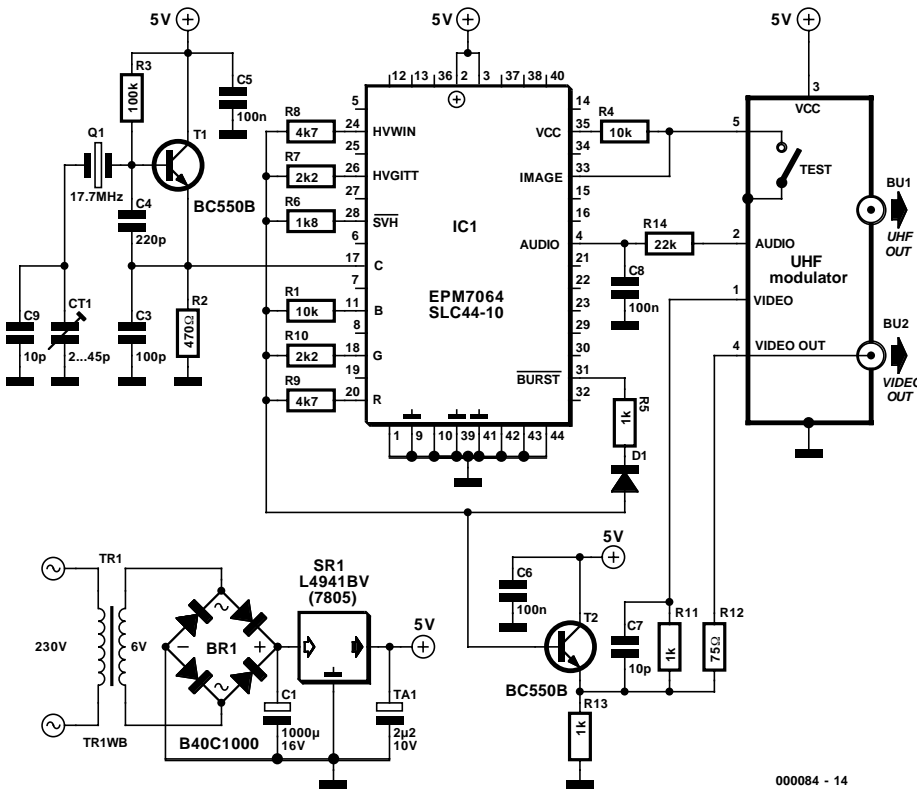 5V
5V
5V
R3
100k
C5
100n
Q1
17.7MHz
T1
BC550B
C4
220p
C9
10p
CT1
2...45p
C3
100p
R2
470Ω
R8
4k7
R7
2k2
R6
1k8
R1
10k
R10
2k2
R9
4k7
12 13 36 2 3 37 38 40
5
24 HVWIN
25
26 HVGITT
27
28 SVH
6
17 C
7
11 B
8
18 G
19
20 R
IC1
EPM7064
SLC44-10
14
VCC 35
34
IMAGE 33
15
16
AUDIO 4
21
22
23
29
30
BURST 31
32
1 9 10 39 41 42 43 44
R4
10k
R14
22k
C8
100n
R5
1k
D1
3
VCC
5
TEST
2 AUDIO
UHF
modulator
1 VIDEO
4 VIDEO OUT
BU1
UHF
OUT
BU2
VIDEO
OUT
TR1
230V
6V
TR1WB
BR1
− +
B40C1000
SR1
L4941BV
(7805)
5V
C1
1000µ
16V
TA1
2µ2
10V
5V
C6
100n
T2
BC550B
C7
10p
R11
1k
R12
75Ω
R13
1k
000084 - 14